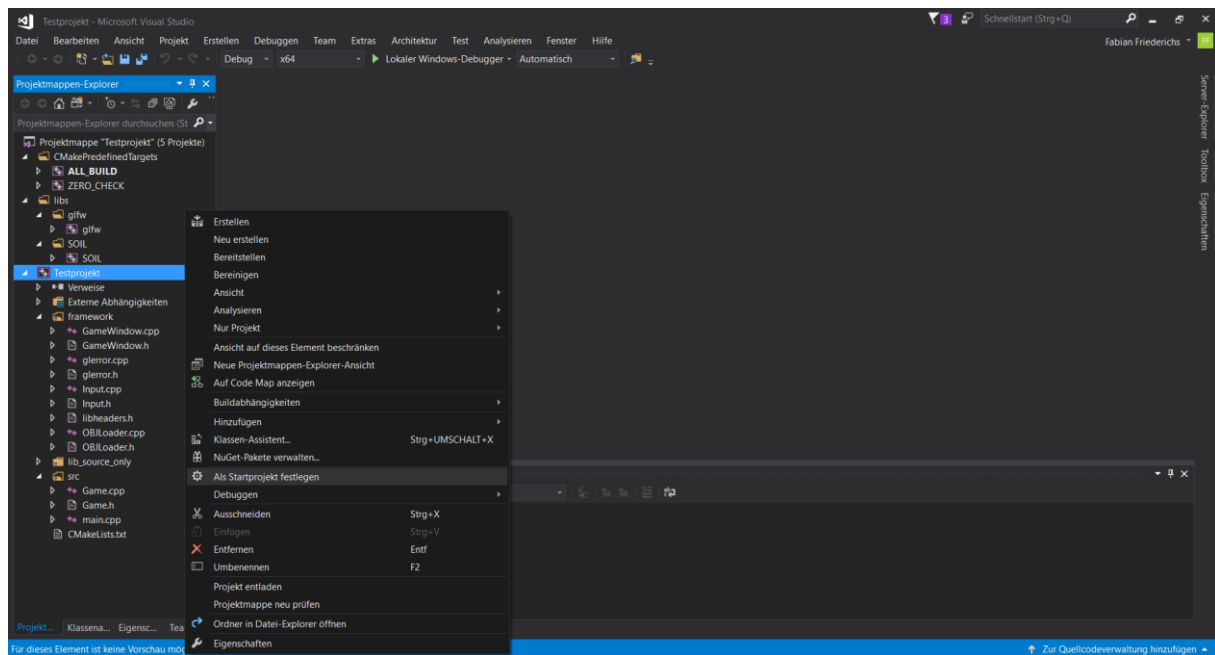 Testprojekt - Microsoft Visual Studio
3
Schnellstart (Strg+Q)
Datei Bearbeiten Ansicht Projekt Erstellen Debuggen Team Extras Architektur Test Analysieren Fenster Hilfe
Fabian Friederichs
FF
Debug x64 Lokaler Windows-Debugger Automatisch
Projektmappen-Explorer
Projektmappen-Explorer durchsuchen (St
Projektmappe "Testprojekt" (5 Projekte)
CMakePredefinedTargets
ALL_BUILD
ZERO_CHECK
libs
glfw
glfw
SOIL
SOIL
Testprojekt
Verweise
Externe Abhängigkeiten
framework
GameWindow.cpp
GameWindow.h
glerror.cpp
glerror.h
Input.cpp
Input.h
libheaders.h
OBJLoader.cpp
OBJLoader.h
lib_source_only
src
Game.cpp
Game.h
main.cpp
CMakeLists.txt
Erstellen
Neu erstellen
Bereitstellen
Bereinigen
Ansicht
Analysieren
Nur Projekt
Ansicht auf dieses Element beschränken
Neue Projektmappen-Explorer-Ansicht
Auf Code Map anzeigen
Buildabhängigkeiten
Hinzufügen
Klassen-Assistent... Strg+UMSCHALT+X
NuGet-Pakete verwalten...
Als Startprojekt festlegen
Debuggen
Ausschneiden Strg+X
Einfügen Strg+V
Entfernen Entf
Umbenennen F2
Projekt entladen
Projektmappe neu prüfen
Ordner in Datei-Explorer öffnen
Eigenschaften
Server-Explorer
Toolbox
Eigenschaften
Projekt... Klassena... Eigensc... Tea
Für dieses Element ist keine Vorschau mög
Zur Quellcodeverwaltung hinzufügen